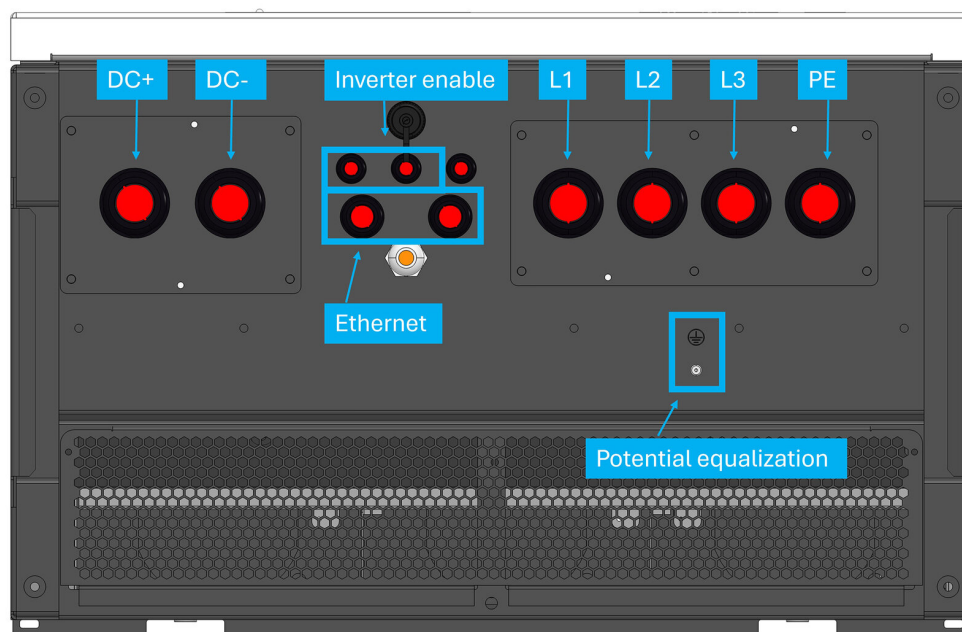 DC+
DC-
Inverter enable
L1
L2
L3
PE
Ethernet
Potential equalization